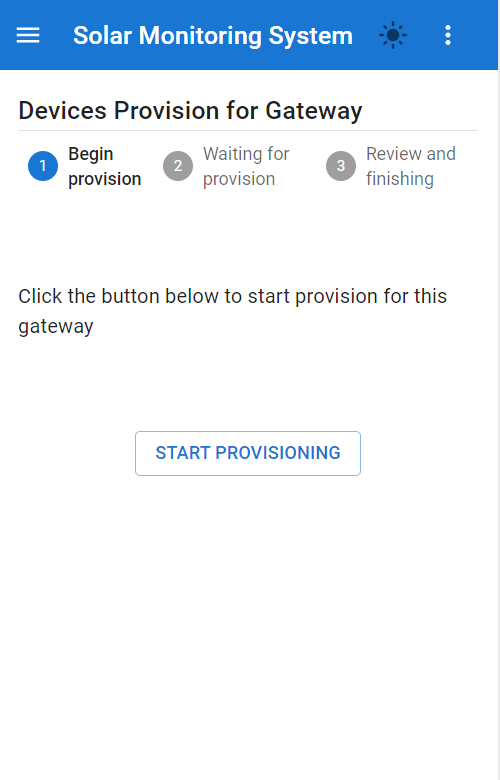 Solar Monitoring System
Devices Provision for Gateway
1 Begin provision
2 Waiting for provision
3 Review and finishing
Click the button below to start provision for this
gateway
START PROVISIONING